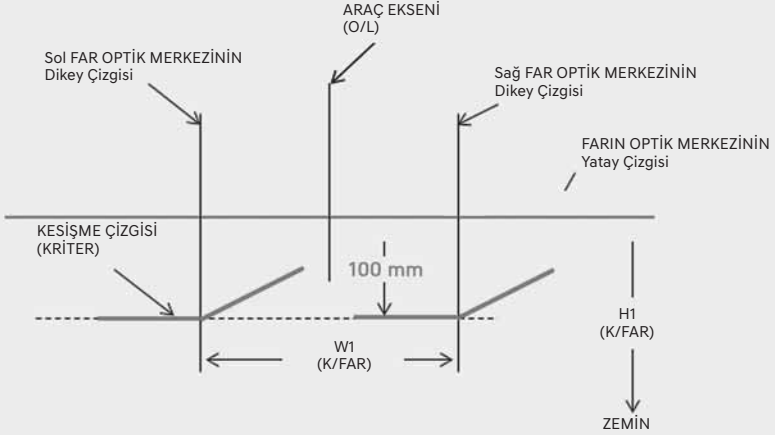 ARAÇ EKSENİ
(O/L)
Sol FAR OPTİK MERKEZİNİN
Dikey Çizgisi
Sağ FAR OPTİK MERKEZİNİN
Dikey Çizgisi
FARIN OPTİK MERKEZİNİN
Yatay Çizgisi
KESİŞME ÇİZGİSİ
(KRİTER)
100 mm
H1
(K/FAR)
W1
(K/FAR)
ZEMİN